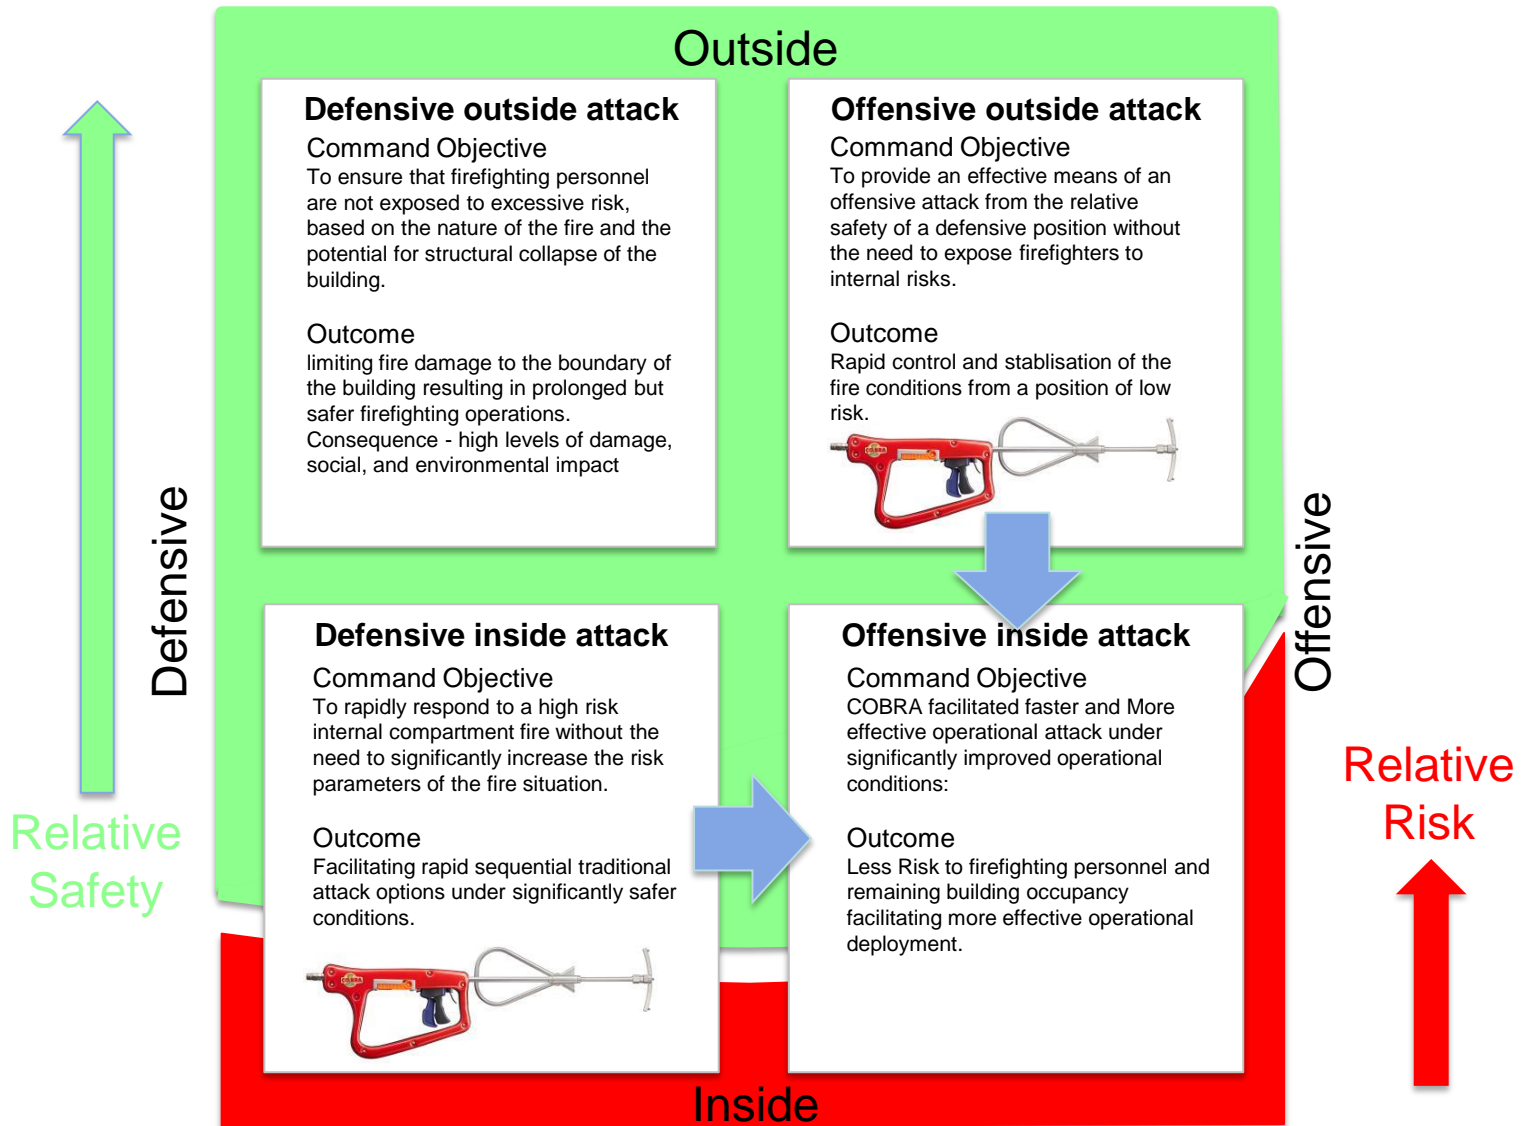 Outside
Defensive outside attack
Command Objective
To ensure that firefighting personnel
are not exposed to excessive risk,
based on the nature of the fire and the
potential for structural collapse of the
building.
Outcome
limiting fire damage to the boundary of
the building resulting in prolonged but
safer firefighting operations.
Consequence - high levels of damage,
social, and environmental impact
Offensive outside attack
Command Objective
To provide an effective means of an
offensive attack from the relative
safety of a defensive position without
the need to expose firefighters to
internal risks.
Outcome
Rapid control and stablisation of the
fire conditions from a position of low
risk.
COBRA
Defensive
Offensive
Defensive inside attack
Command Objective
To rapidly respond to a high risk
internal compartment fire without the
need to significantly increase the risk
parameters of the fire situation.
Outcome
Facilitating rapid sequential traditional
attack options under significantly safer
conditions.
COBRA
Offensive inside attack
Command Objective
COBRA facilitated faster and More
effective operational attack under
significantly improved operational
conditions:
Outcome
Less Risk to firefighting personnel and
remaining building occupancy
facilitating more effective operational
deployment.
Relative
Safety
Relative
Risk
Inside